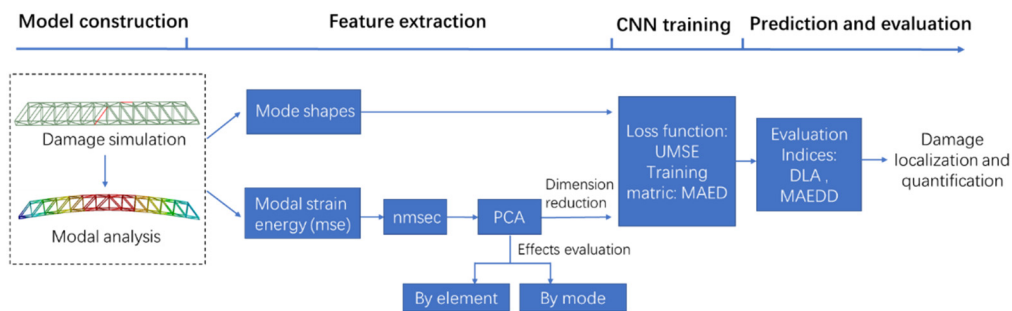 Model construction
Feature extraction
CNN training
Prediction and evaluation
Damage simulation
Modal analysis
Mode shapes
Modal strain
energy (mse)
nmsec
PCA
Dimension
reduction
Effects evaluation
By element
By mode
Loss function:
UMSE
Training
matric: MAED
Evaluation
Indices:
DLA ,
MAEDD
Damage
localization and
quantification